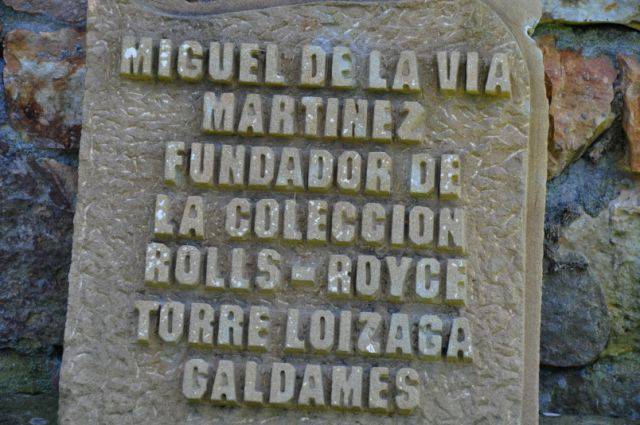 MIGUEL DE LA VIA
MARTINEZ
FUNDADOR DE
LA COLECCION
ROLLS-ROYCE
TORRE LOIZAGA
GALDAMES